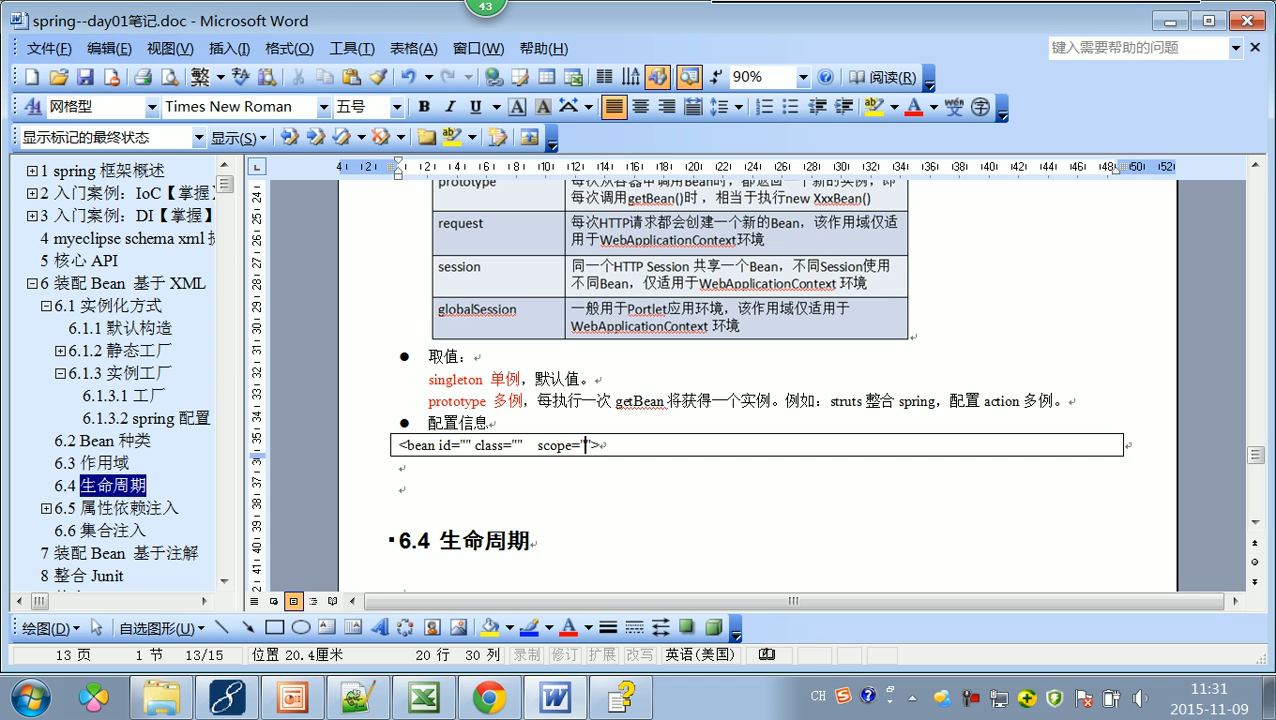 43
spring--day01笔记.doc - Microsoft Word
文件(F) 编辑(E) 视图(V) 插入(I) 格式(O) 工具(T) 表格(A) 窗口(W) 帮助(H) 键入需要帮助的问题
繁 90% 阅读(R)
网格型 Times New Roman 五号 B I U A A A wén 字
显示标记的最终状态 显示(S)
1 spring 框架概述
2 入门案例：IoC【掌握】
3 入门案例：DI【掌握】
4 myeclipse schema xml
5 核心 API
6 装配 Bean 基于 XML
6.1 实例化方式
6.1.1 默认构造
6.1.2 静态工厂
6.1.3 实例工厂
6.1.3.1 工厂
6.1.3.2 spring 配置
6.2 Bean 种类
6.3 作用域
6.4 生命周期
6.5 属性依赖注入
6.6 集合注入
7 装配 Bean 基于注解
8 整合 Junit
prototype 每次从容器中调用Bean时，都返回一个新的实例，即
每次调用getBean()时 ，相当于执行new XxxBean()
request 每次HTTP请求都会创建一个新的Bean，该作用域仅适
用于WebApplicationContext环境
session 同一个HTTP Session 共享一个Bean，不同Session使用
不同Bean，仅适用于WebApplicationContext 环境
globalSession 一般用于Portlet应用环境，该作用域仅适用于
WebApplicationContext 环境
● 取值：
singleton 单例，默认值。
prototype 多例，每执行一次 getBean 将获得一个实例。例如：struts 整合 spring，配置 action 多例。
● 配置信息
<bean id="" class="" scope="">
6.4 生命周期
绘图(D) 自选图形(U)
13 页 1 节 13/15 位置 20.4厘米 20 行 30 列 录制 修订 扩展 改写 英语(美国)
CH 11:31
2015-11-09